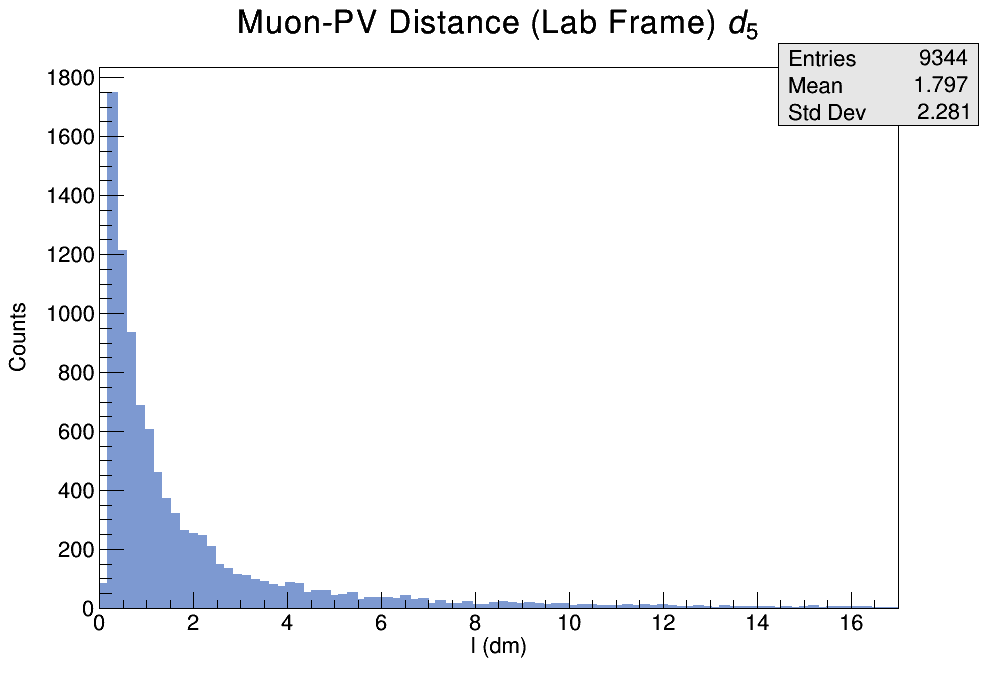 Muon-PV Distance (Lab Frame) d5
Entries 9344
Mean 1.797
Std Dev 2.281
1800
1600
1400
1200
1000
800
600
400
200
0
Counts
0 2 4 6 8 10 12 14 16
l (dm)